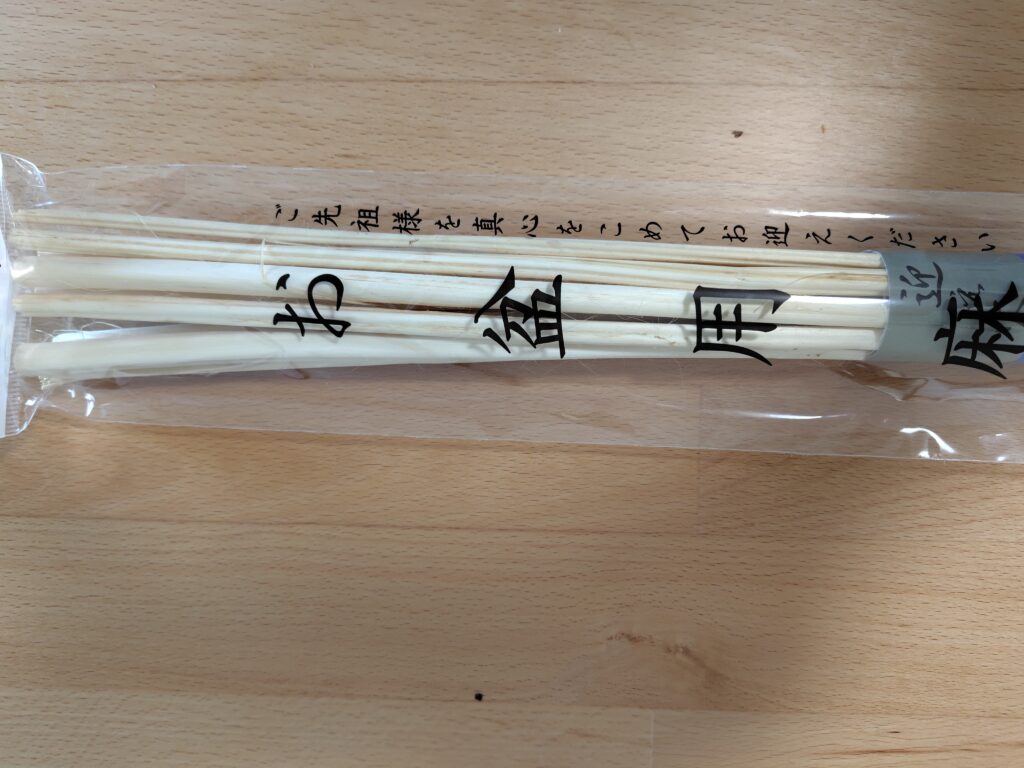 ご先祖様を真心をこめてお迎えください
お盆用 麻
迎